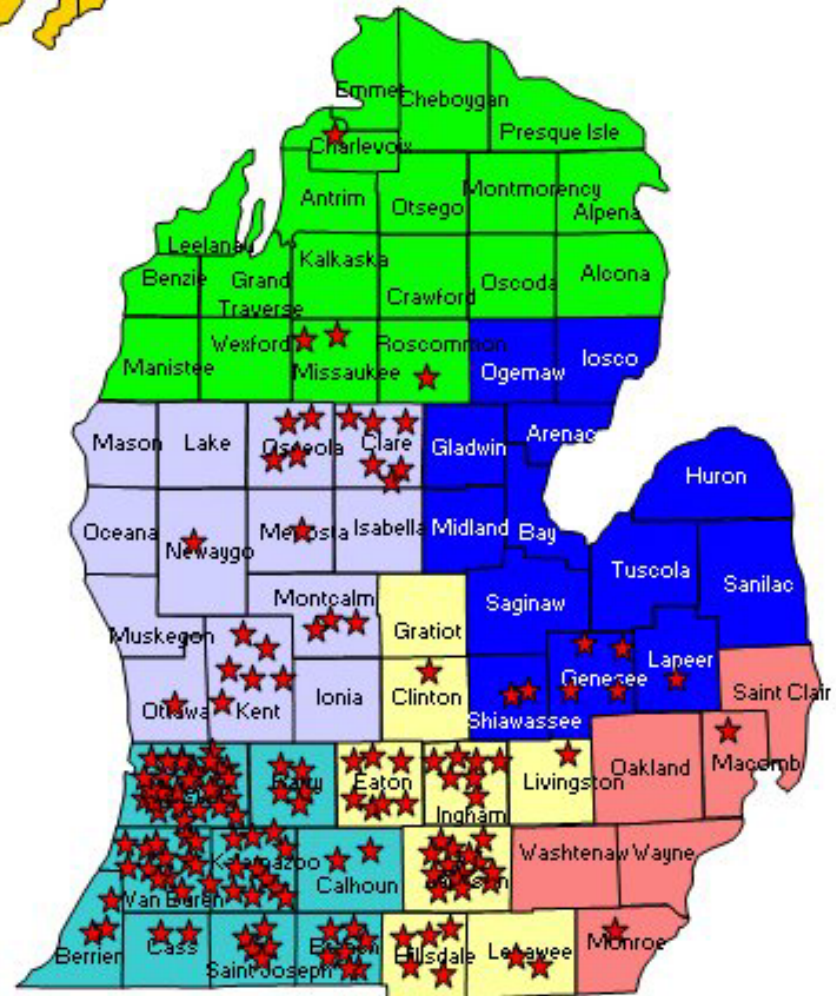 Emmet
Cheboygan
Presque Isle
Charlevoix
Antrim
Otsego
Montmorency
Alpena
Leelanau
Benzie
Grand
Traverse
Kalkaska
Crawford
Oscoda
Alcona
Manistee
Wexford
Missaukee
Roscommon
Ogemaw
Iosco
Mason
Lake
Osceola
Clare
Gladwin
Arenac
Huron
Oceana
Newaygo
Mecosta
Isabella
Midland
Bay
Tuscola
Sanilac
Muskegon
Montcalm
Gratiot
Saginaw
Ottawa
Kent
Ionia
Clinton
Shiawassee
Genesee
Lapeer
Saint Clair
Barry
Eaton
Ingham
Livingston
Oakland
Macomb
Van Buren
Kalamazoo
Calhoun
Jackson
Washtenaw
Wayne
Berrien
Cass
Saint Joseph
Hillsdale
Lenawee
Monroe